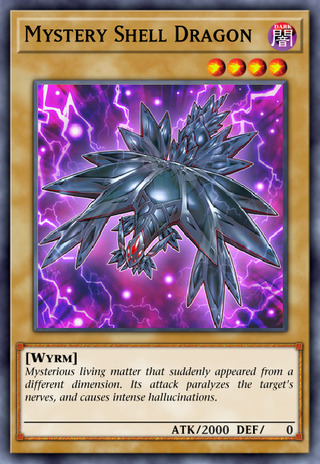 Mystery Shell Dragon
DARK
闇
[Wyrm]
Mysterious living matter that suddenly appeared from a
different dimension. Its attack paralyzes the target's
nerves, and causes intense hallucinations.
ATK/2000 DEF/ 0